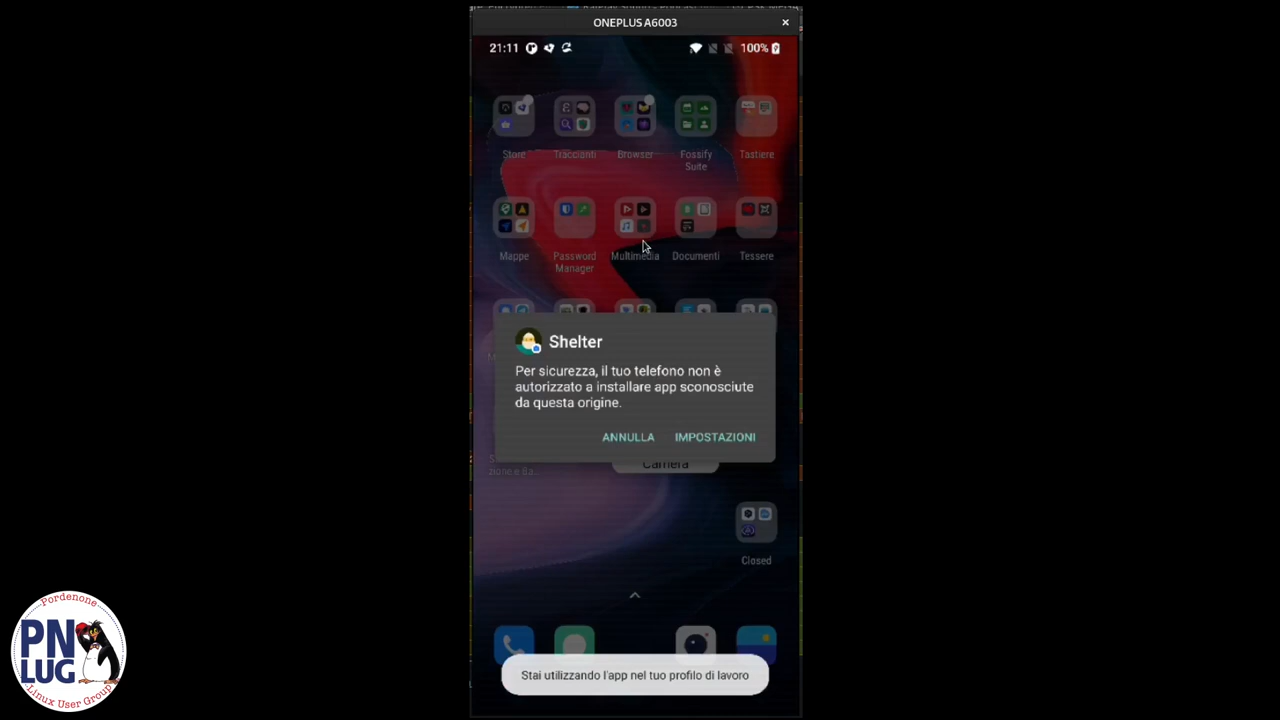 ONEPLUS A6003
21:11
100%
Store
Traccianti
Browser
Fossify
Suite
Tastiere
Mappe
Password
Manager
Multimedia
Documenti
Tessere
Shelter
Per sicurezza, il tuo telefono non è
autorizzato a installare app sconosciute
da questa origine.
ANNULLA
IMPOSTAZIONI
zione e Ba...
Camera
Closed
Stai utilizzando l'app nel tuo profilo di lavoro
Pordenone
PN
LUG
Linux User Group